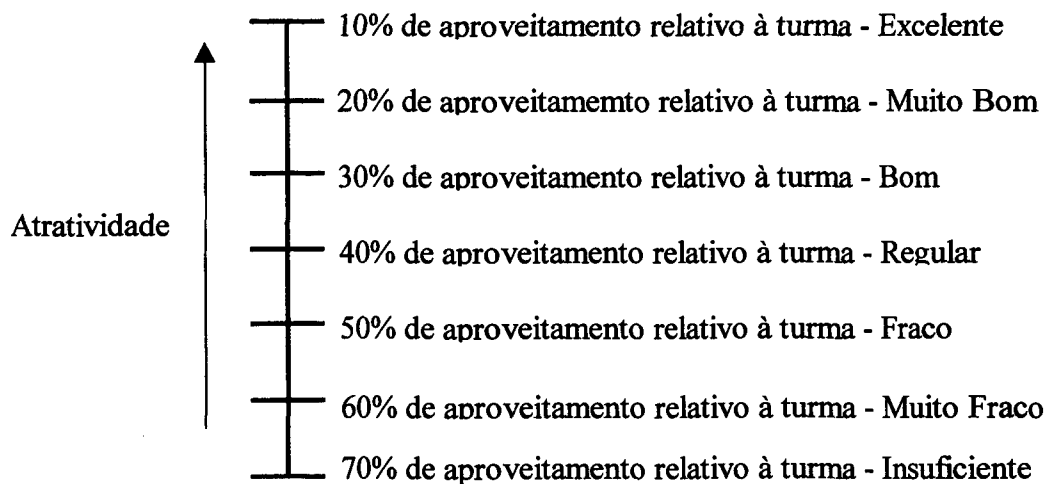 10% de aproveitamento relativo à turma - Excelente
20% de aproveitamemto relativo à turma - Muito Bom
30% de aproveitamento relativo à turma - Bom
Atratividade
40% de aproveitamento relativo à turma - Regular
50% de aproveitamento relativo à turma - Fraco
60% de aproveitamento relativo à turma - Muito Fraco
70% de aproveitamento relativo à turma - Insuficiente